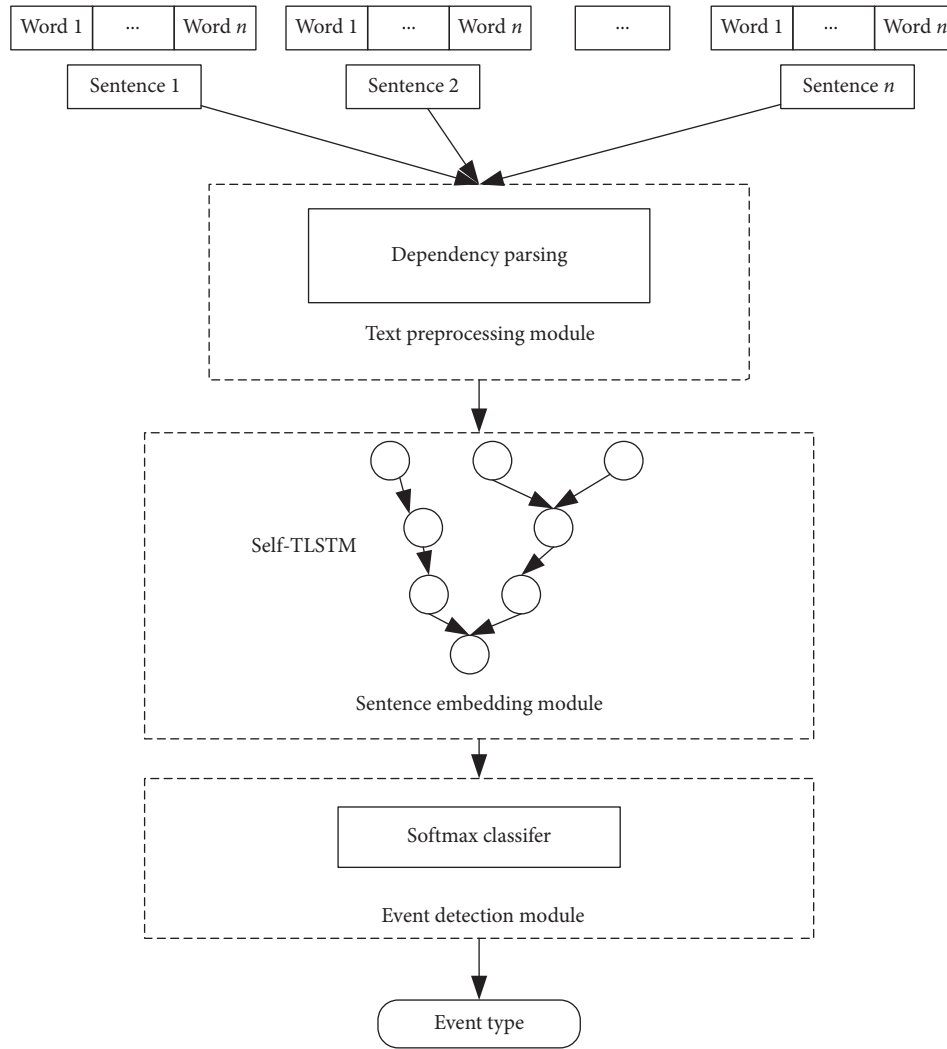 Word 1 ... Word n Word 1 ... Word n ... Word 1 ... Word n
Sentence 1 Sentence 2 Sentence n
Dependency parsing
Text preprocessing module
Self-TLSTM
Sentence embedding module
Softmax classifer
Event detection module
Event type